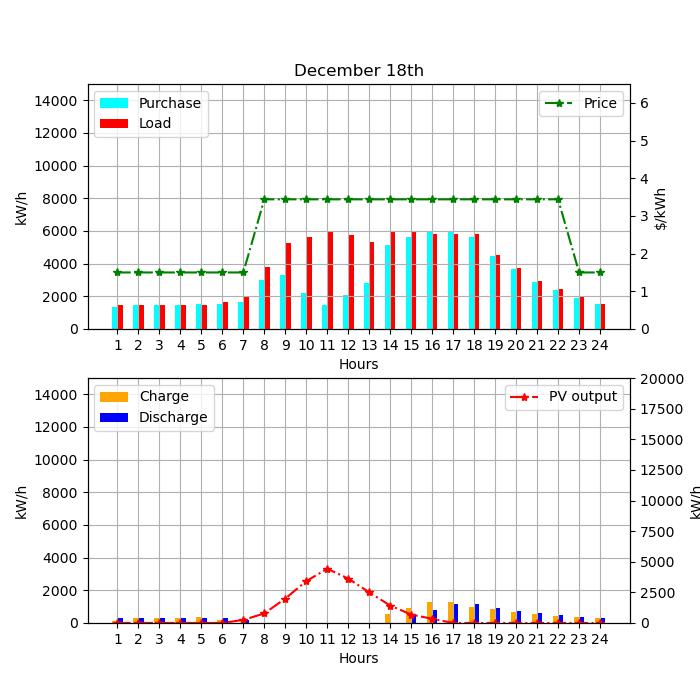 December 18th
14000
12000
10000
8000
6000
4000
2000
0
kW/h
Purchase
Load
Price
6
5
4
3
2
1
0
$/kWh
1 2 3 4 5 6 7 8 9 10 11 12 13 14 15 16 17 18 19 20 21 22 23 24
Hours
14000
12000
10000
8000
6000
4000
2000
0
kW/h
Charge
Discharge
PV output
20000
17500
15000
12500
10000
7500
5000
2500
0
kW/h
1 2 3 4 5 6 7 8 9 10 11 12 13 14 15 16 17 18 19 20 21 22 23 24
Hours